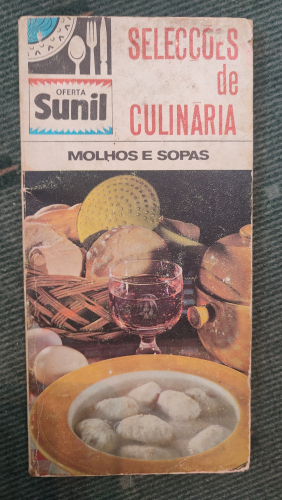 OFERTA
Sunil
SELECÇÕES
de
CULINÁRIA
MOLHOS E SOPAS